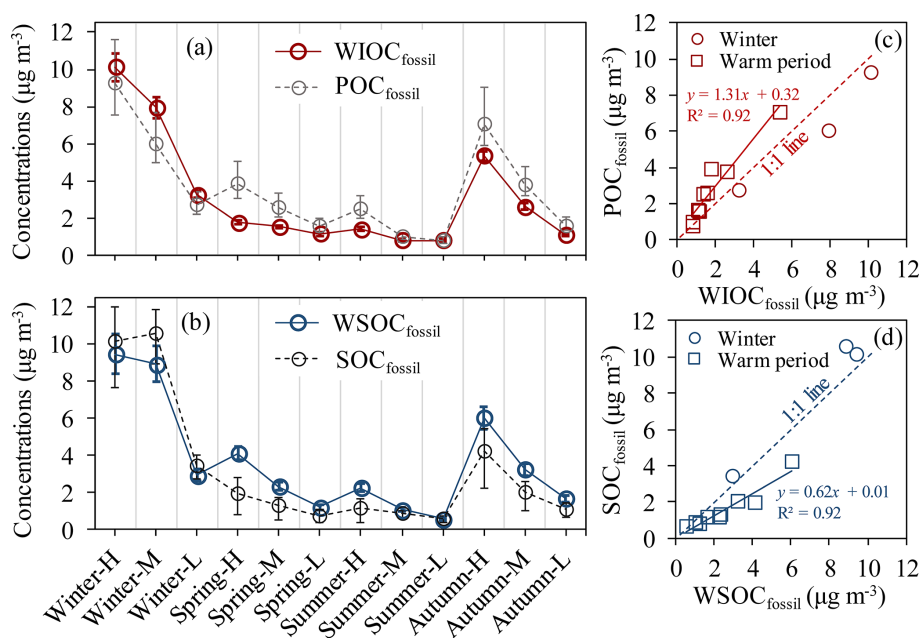 (a)
WIOCfossil
POCfossil
Concentrations (µg m-3)
12
10
8
6
4
2
0
(b)
WSOCfossil
SOCfossil
Concentrations (µg m-3)
12
10
8
6
4
2
0
Winter-H
Winter-M
Winter-L
Spring-H
Spring-M
Spring-L
Summer-H
Summer-M
Summer-L
Autumn-H
Autumn-M
Autumn-L
(c)
Winter
Warm period
y = 1.31x + 0.32
R² = 0.92
1:1 line
POCfossil (µg m-3)
12
10
8
6
4
2
0
0 2 4 6 8 10 12
WIOCfossil (µg m-3)
(d)
Winter
Warm period
1:1 line
y = 0.62x + 0.01
R² = 0.92
SOCfossil (µg m-3)
12
10
8
6
4
2
0
0 2 4 6 8 10 12
WSOCfossil (µg m-3)